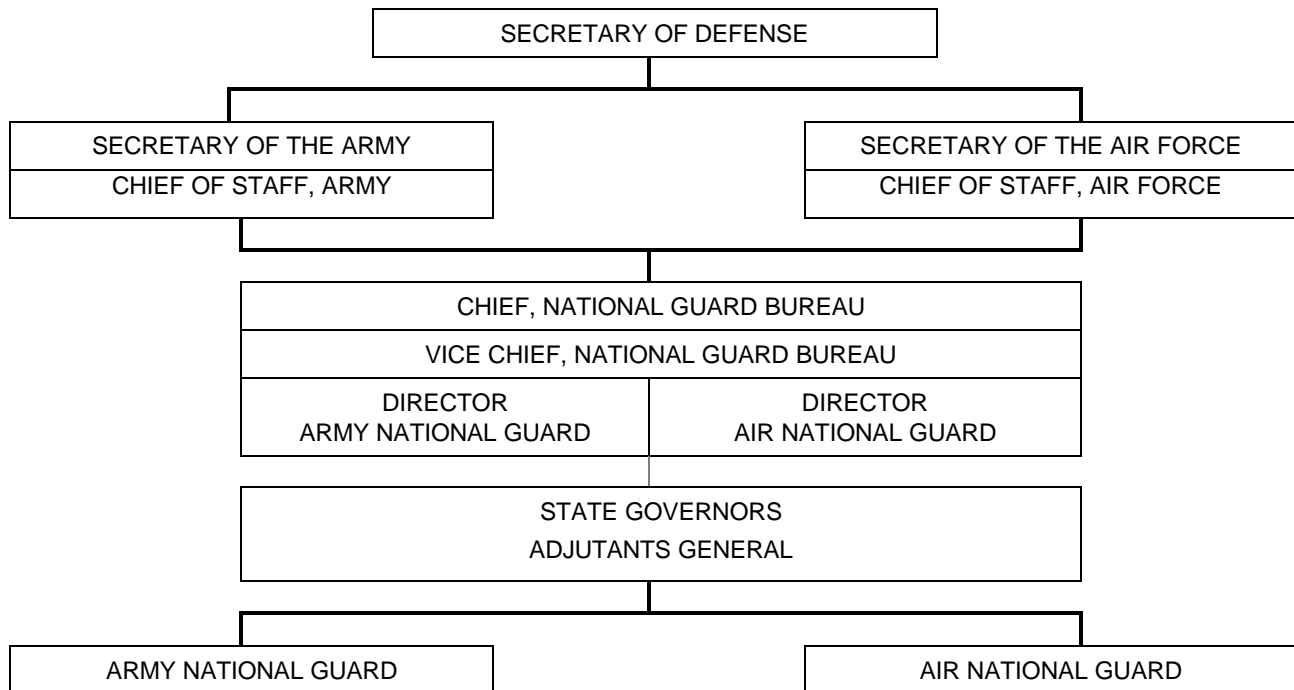 SECRETARY OF DEFENSE
SECRETARY OF THE ARMY
CHIEF OF STAFF, ARMY
SECRETARY OF THE AIR FORCE
CHIEF OF STAFF, AIR FORCE
CHIEF, NATIONAL GUARD BUREAU
VICE CHIEF, NATIONAL GUARD BUREAU
DIRECTOR
ARMY NATIONAL GUARD
DIRECTOR
AIR NATIONAL GUARD
STATE GOVERNORS
ADJUTANTS GENERAL
ARMY NATIONAL GUARD
AIR NATIONAL GUARD